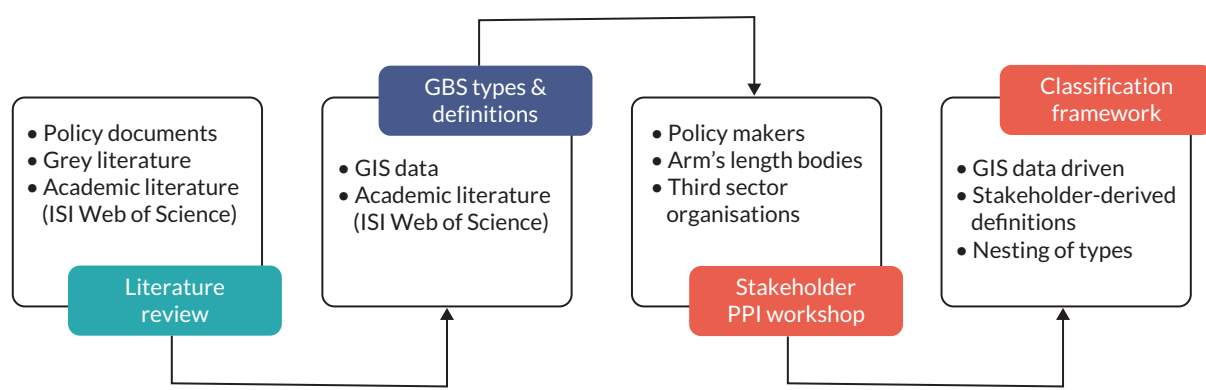 • Policy documents
• Grey literature
• Academic literature
(ISI Web of Science)
Literature
review
GBS types &
definitions
• GIS data
• Academic literature
(ISI Web of Science)
• Policy makers
• Arm’s length bodies
• Third sector
organisations
Stakeholder
PPI workshop
Classification
framework
• GIS data driven
• Stakeholder-derived
definitions
• Nesting of types